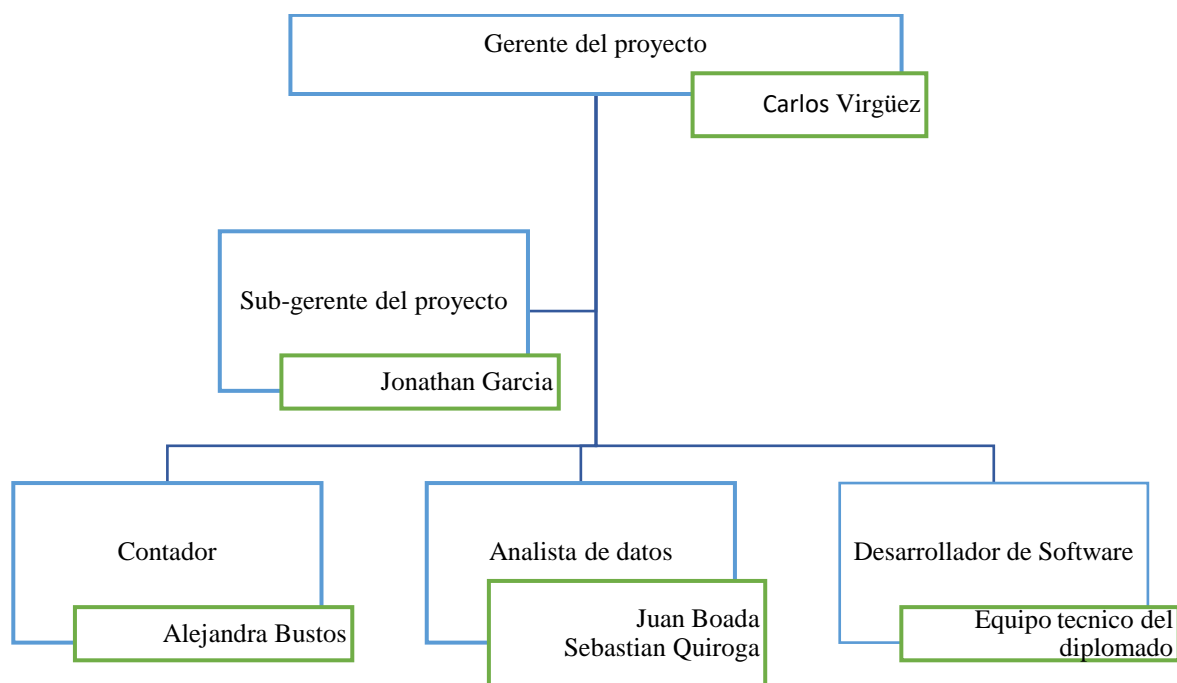 Gerente del proyecto
Carlos Virgüez
Sub-gerente del proyecto
Jonathan Garcia
Contador
Alejandra Bustos
Analista de datos
Juan Boada
Sebastian Quiroga
Desarrollador de Software
Equipo tecnico del
diplomado